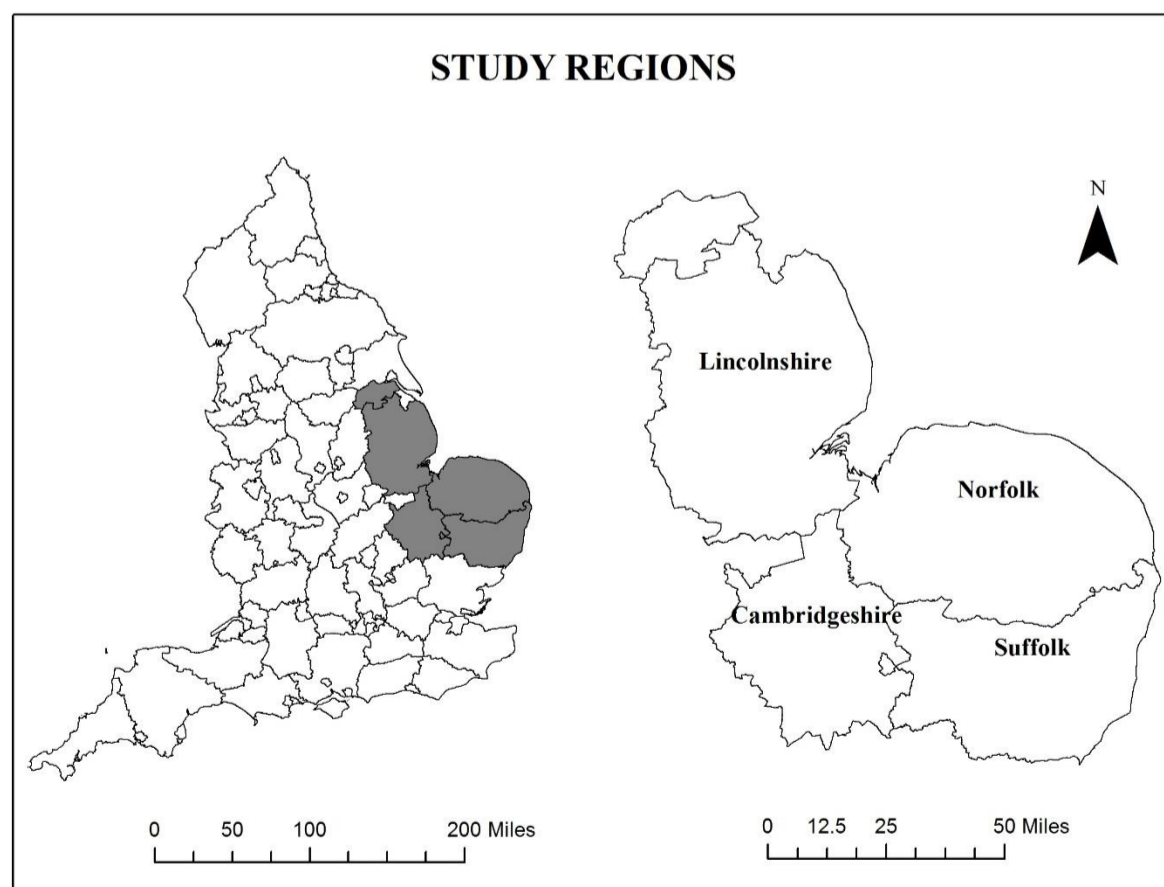 STUDY REGIONS
N
Lincolnshire
Norfolk
Cambridgeshire
Suffolk
0 50 100 200 Miles
0 12.5 25 50 Miles